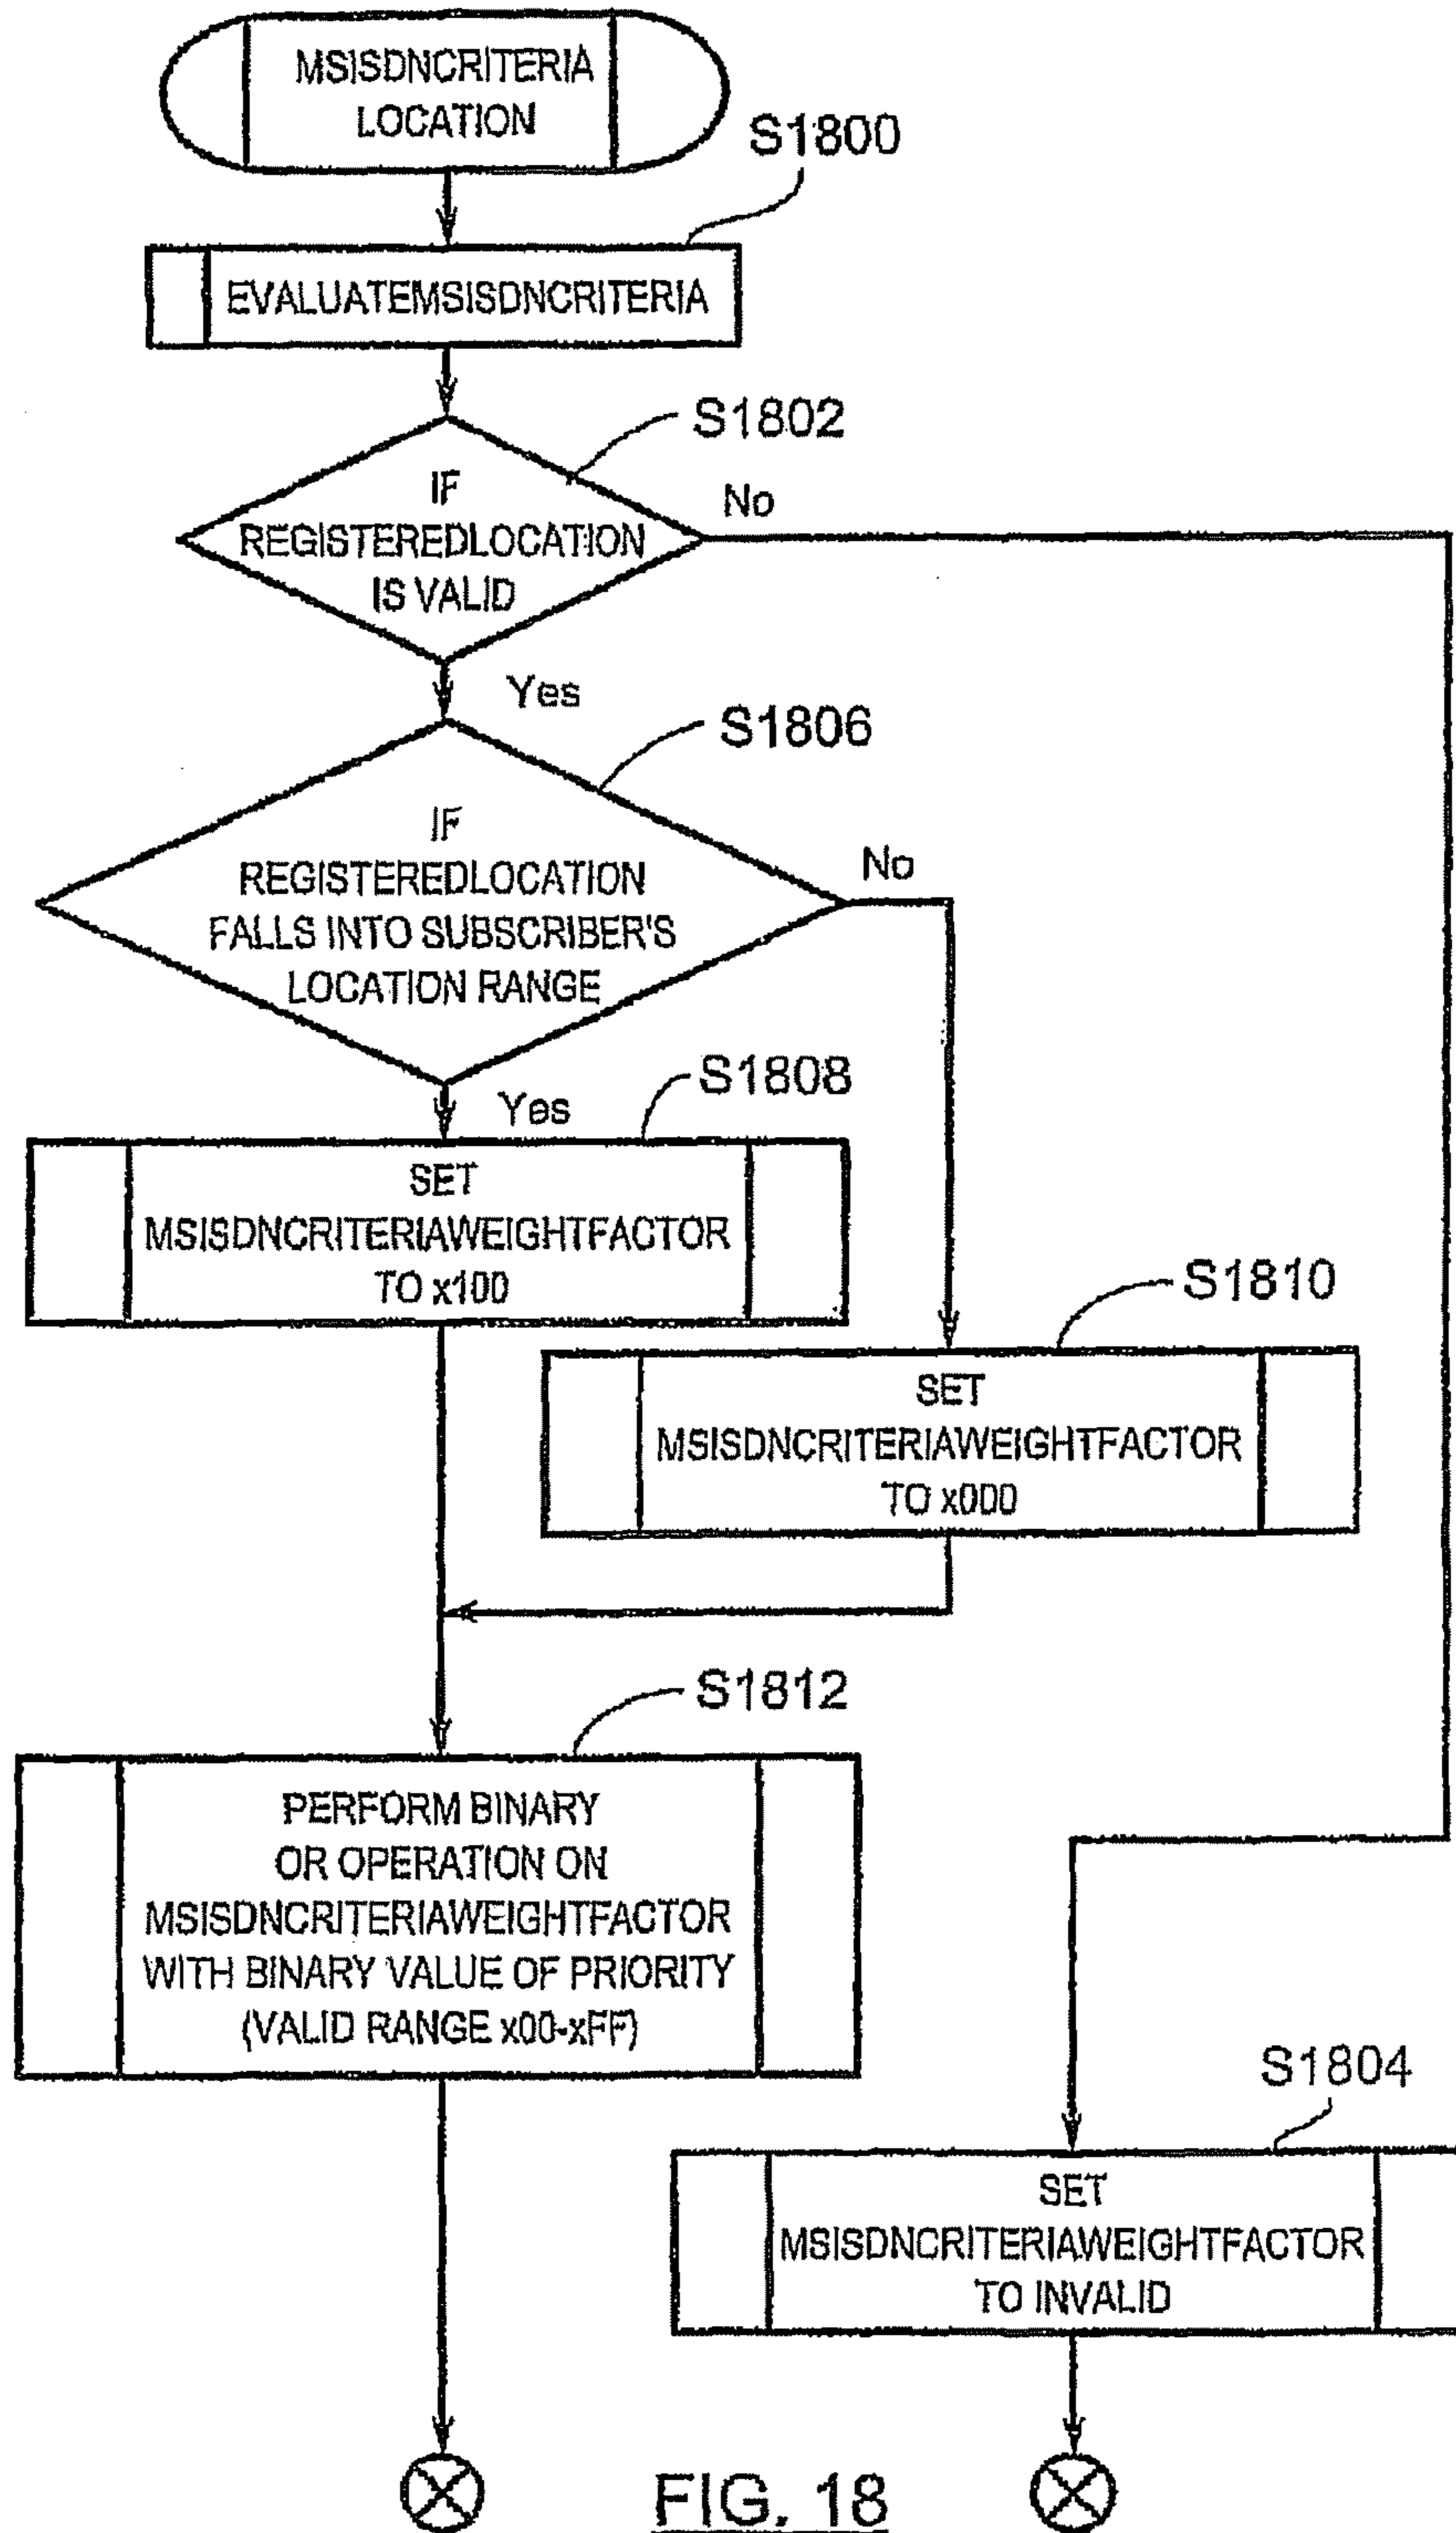 MSISDNCRITERIA
LOCATION
S1800
EVALUATEMSISDNCRITERIA
S1802
IF
REGISTEREDLOCATION
IS VALID
No
Yes
S1806
IF
REGISTEREDLOCATION
FALLS INTO SUBSCRIBER'S
LOCATION RANGE
No
Yes
S1808
SET
MSISDNCRITERIAWEIGHTFACTOR
TO x100
S1810
SET
MSISDNCRITERIAWEIGHTFACTOR
TO x000
S1812
PERFORM BINARY
OR OPERATION ON
MSISDNCRITERIAWEIGHTFACTOR
WITH BINARY VALUE OF PRIORITY
(VALID RANGE x00-xFF)
S1804
SET
MSISDNCRITERIAWEIGHTFACTOR
TO INVALID
FIG. 18